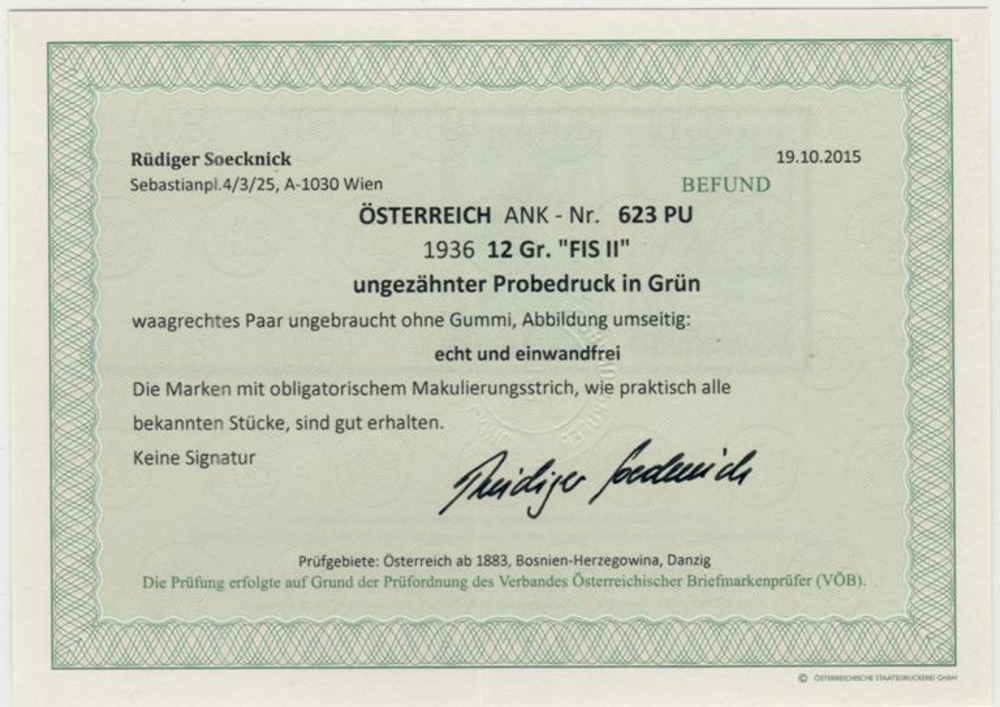 Rüdiger Soecknick
19.10.2015
Sebastianpl.4/3/25, A-1030 Wien
BEFUND
ÖSTERREICH ANK - Nr. 623 PU
1936 12 Gr. "FIS II"
ungezähnter Probedruck in Grün
waagrechtes Paar ungebraucht ohne Gummi, Abbildung umseitig:
echt und einwandfrei
Die Marken mit obligatorischem Makulierungsstrich, wie praktisch alle
bekannten Stücke, sind gut erhalten.
Keine Signatur
Rüdiger Soecknick
Prüfgebiete: Österreich ab 1883, Bosnien-Herzegowina, Danzig
Die Prüfung erfolgte auf Grund der Prüfordnung des Verbandes Österreichischer Briefmarkenprüfer (VÖB).
© ÖSTERREICHISCHE STAATSDRUCKEREI GmbH